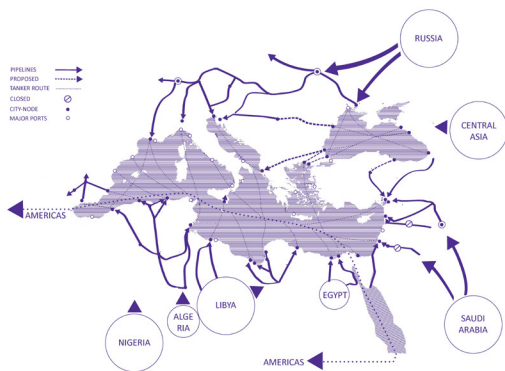 RUSSIA
PIPELINES
PROPOSED
TANKER ROUTE
CLOSED
CITY-NODE
MAJOR PORTS
CENTRAL
ASIA
AMERICAS
SAUDI
ARABIA
EGYPT
LIBYA
ALGE
RIA
NIGERIA
AMERICAS